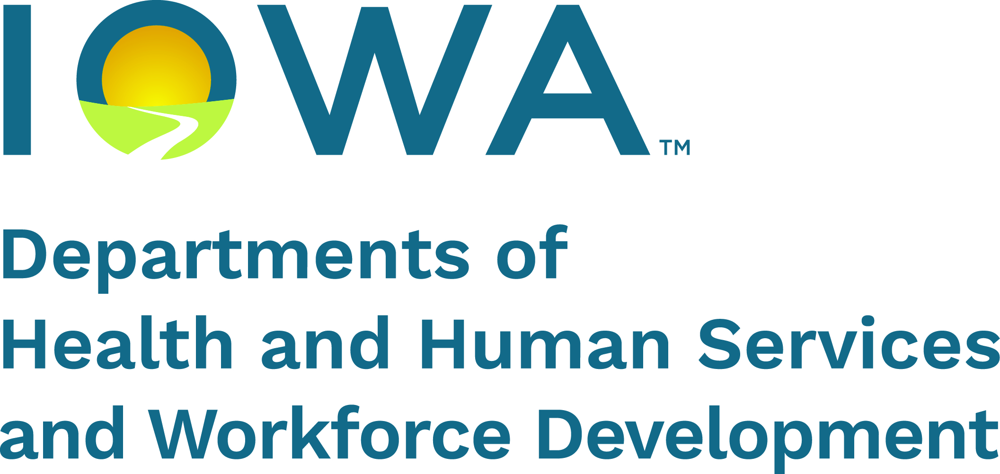 IOWA™
Departments of
Health and Human Services
and Workforce Development